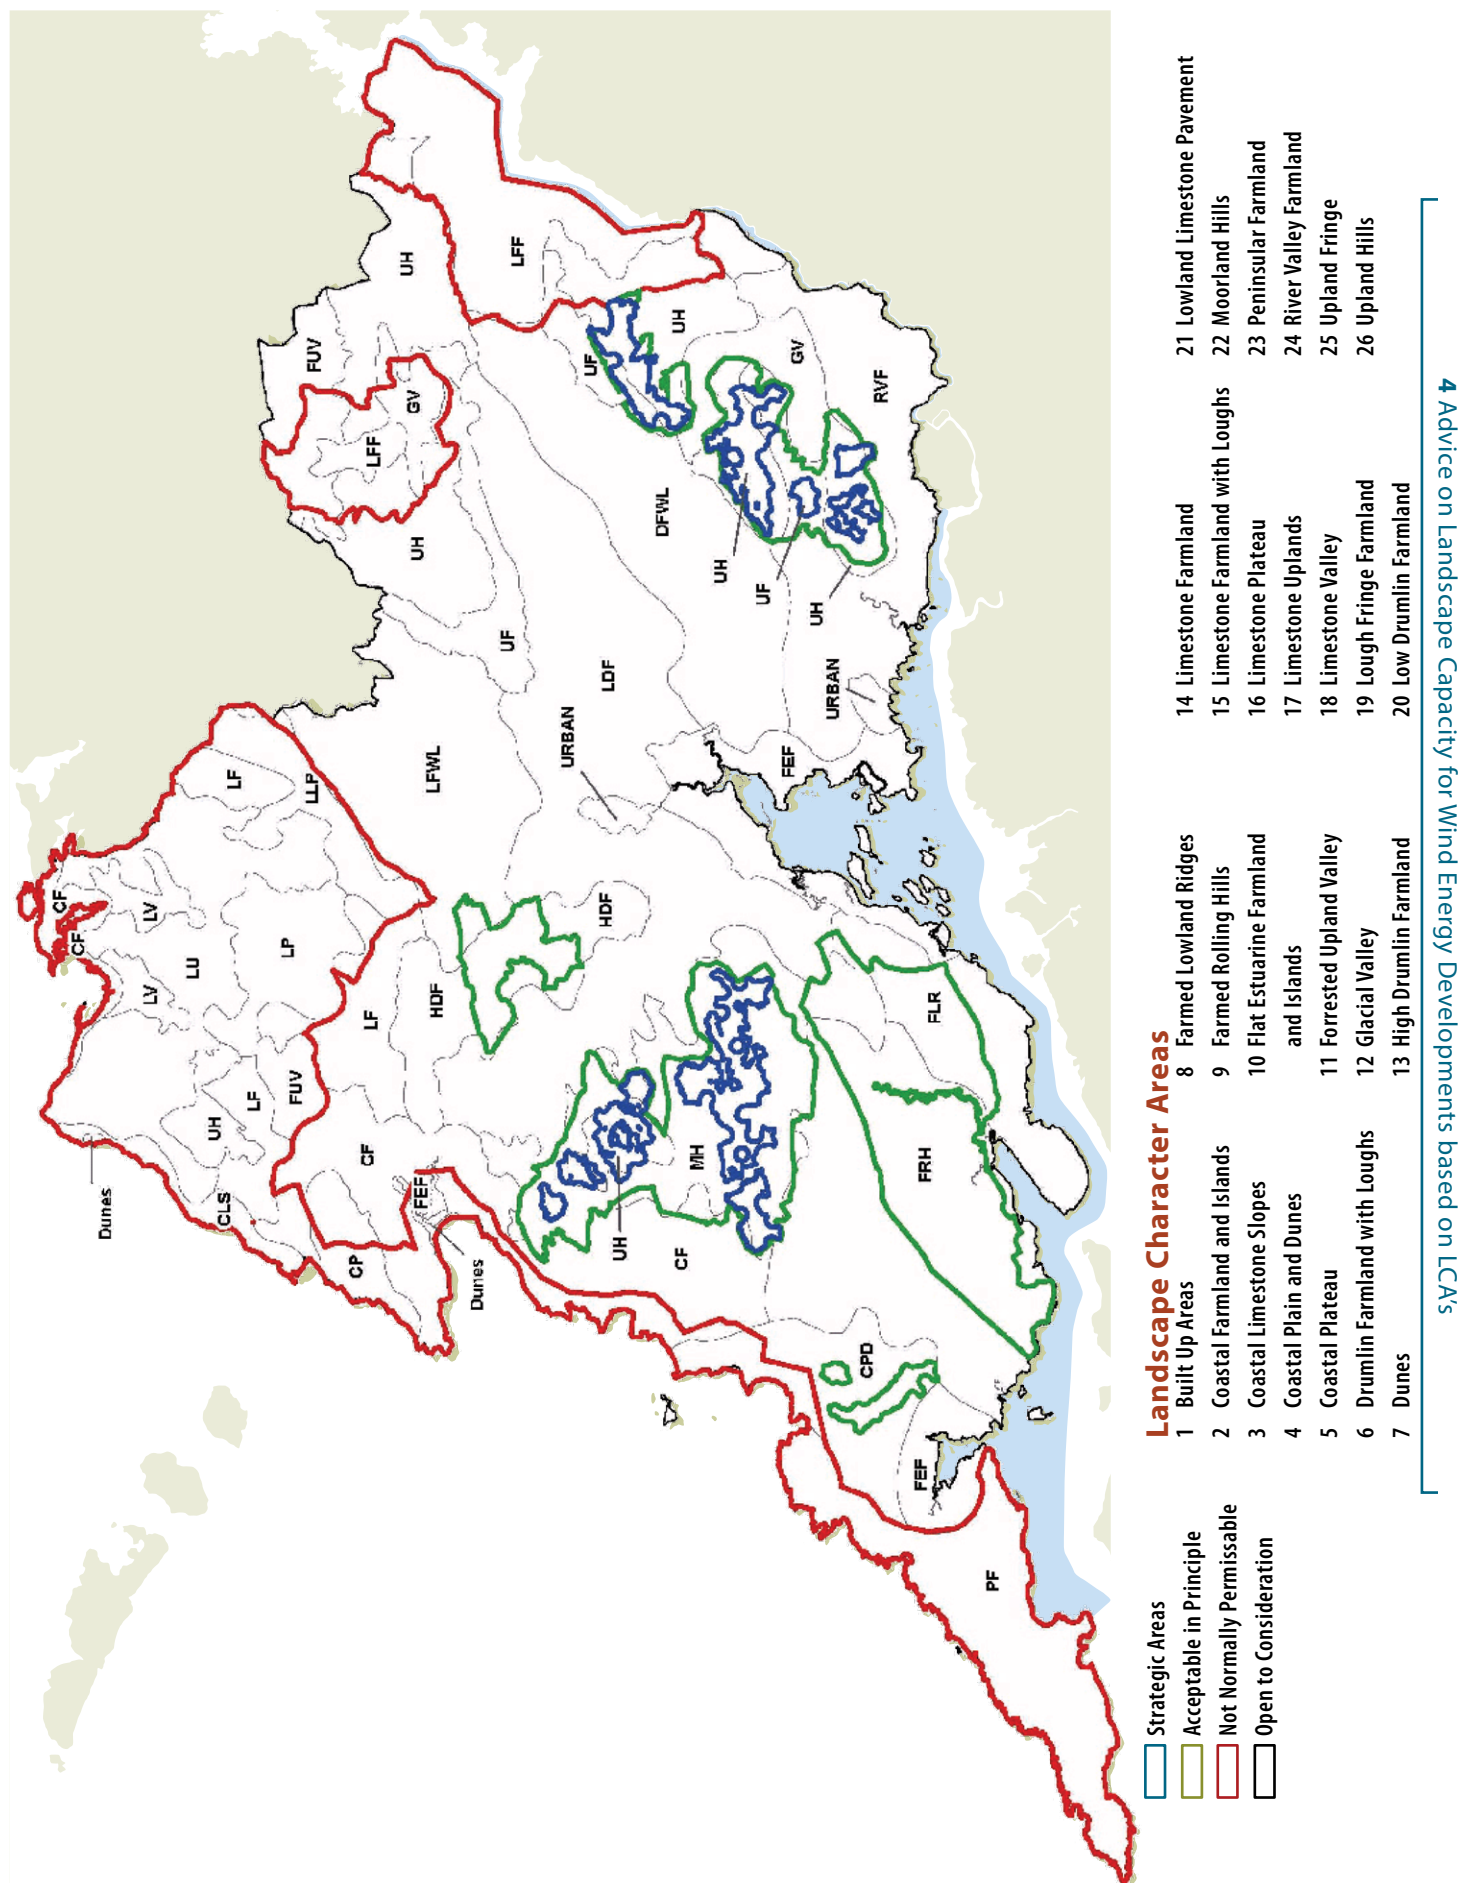 Dunes
CLS
UH
LF
FUV
CP
CF
FEF
Dunes
CF
CF
LV
LV
LU
LP
LF
LLP
LF
HDF
HDF
LFWL
URBAN
LDF
UF
UH
LFF
GV
FUV
UH
LFF
UF
UH
GV
RVF
DFWL
UH
UF
UH
URBAN
FEF
MH
UH
CF
FLR
FRH
CPD
FEF
PF
Strategic Areas
Acceptable in Principle
Not Normally Permissable
Open to Consideration
Landscape Character Areas
1 Built Up Areas
2 Coastal Farmland and Islands
3 Coastal Limestone Slopes
4 Coastal Plain and Dunes
5 Coastal Plateau
6 Drumlin Farmland with Loughs
7 Dunes
8 Farmed Lowland Ridges
9 Farmed Rolling Hills
10 Flat Estuarine Farmland
and Islands
11 Forrested Upland Valley
12 Glacial Valley
13 High Drumlin Farmland
14 Limestone Farmland
15 Limestone Farmland with Loughs
16 Limestone Plateau
17 Limestone Uplands
18 Limestone Valley
19 Lough Fringe Farmland
20 Low Drumlin Farmland
21 Lowland Limestone Pavement
22 Moorland Hills
23 Peninsular Farmland
24 River Valley Farmland
25 Upland Fringe
26 Upland Hills
4 Advice on Landscape Capacity for Wind Energy Developments based on LCA's